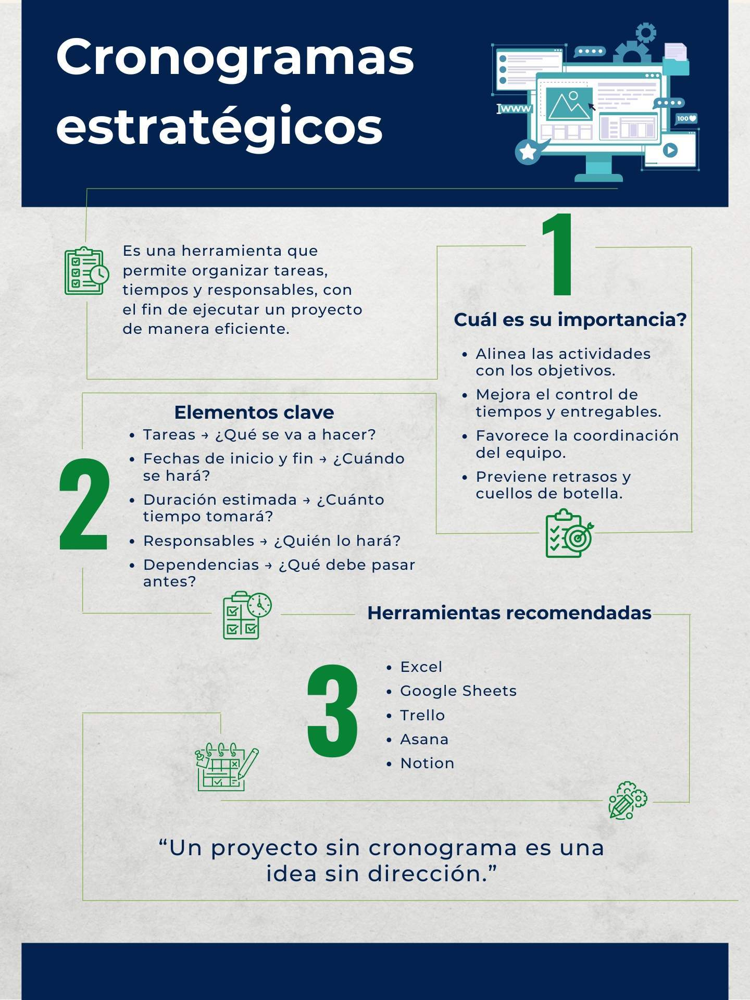 Cronogramas
estratégicos
WWW
100
Es una herramienta que
permite organizar tareas,
tiempos y responsables, con
el fin de ejecutar un proyecto
de manera eficiente.
1
Cuál es su importancia?
• Alinea las actividades
con los objetivos.
• Mejora el control de
tiempos y entregables.
• Favorece la coordinación
del equipo.
• Previene retrasos y
cuellos de botella.
2
Elementos clave
• Tareas → ¿Qué se va a hacer?
• Fechas de inicio y fin → ¿Cuándo
se hará?
• Duración estimada → ¿Cuánto
tiempo tomará?
• Responsables → ¿Quién lo hará?
• Dependencias → ¿Qué debe pasar
antes?
Herramientas recomendadas
3
• Excel
• Google Sheets
• Trello
• Asana
• Notion
“Un proyecto sin cronograma es una
idea sin dirección.”